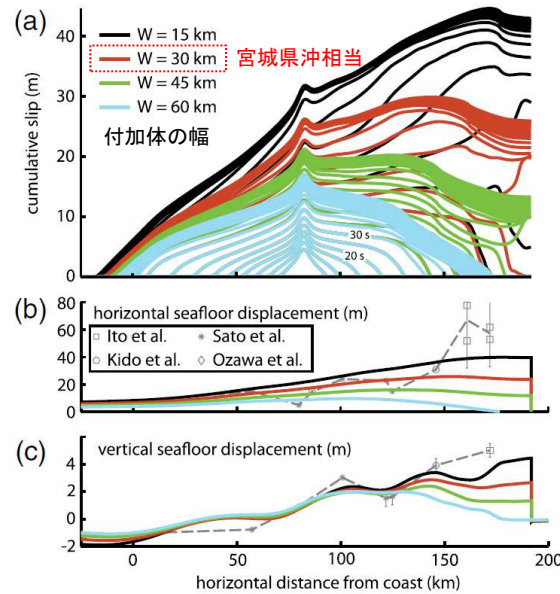 (a)
40
30
20
10
0
cumulative slip (m)
W = 15 km
W = 30 km
宮城県沖相当
W = 45 km
W = 60 km
付加体の幅
30 s
20 s
(b)
80
60
40
20
0
horizontal seafloor displacement (m)
Ito et al.
Sato et al.
Kido et al.
Ozawa et al.
(c)
4
2
0
-2
vertical seafloor displacement (m)
0 50 100 150 200
horizontal distance from coast (km)